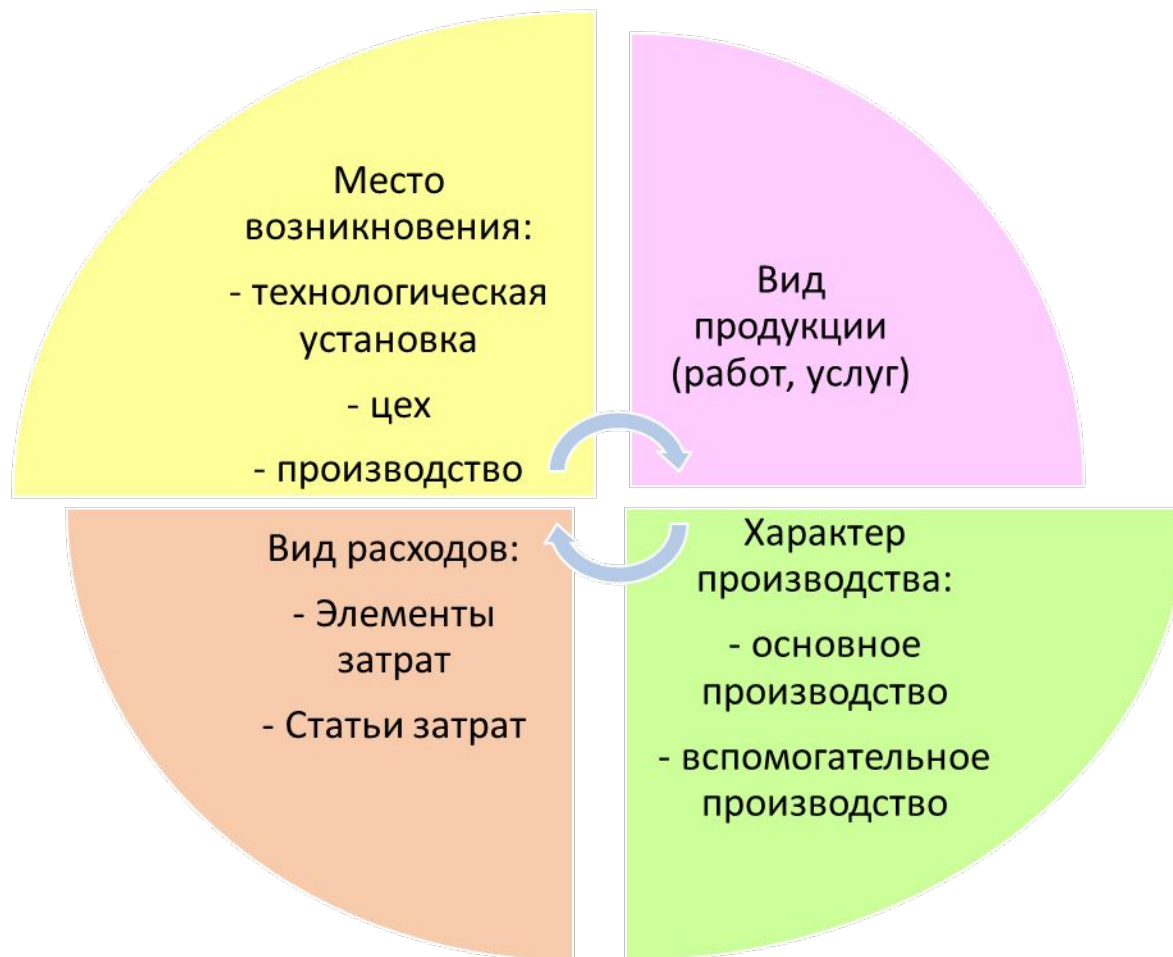 Место
возникновения:
- технологическая
установка
- цех
- производство
Вид
продукции
(работ, услуг)
Вид расходов:
- Элементы
затрат
- Статьи затрат
Характер
производства:
- основное
производство
- вспомогательное
производство